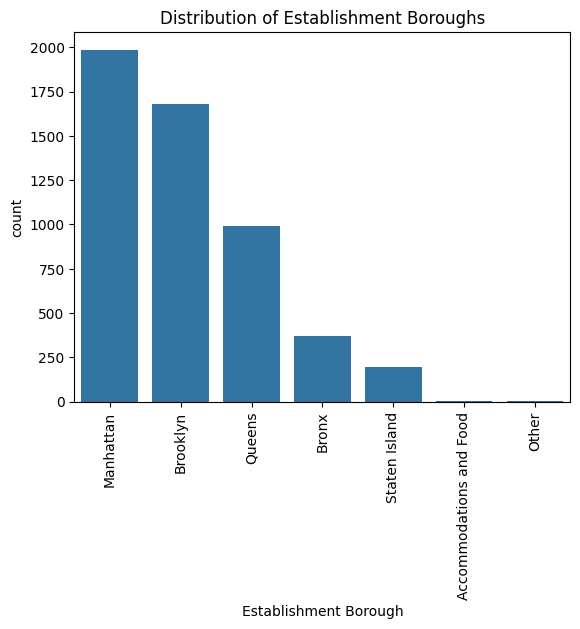 Distribution of Establishment Boroughs
2000
1750
1500
1250
1000
750
500
250
0
count
Manhattan
Brooklyn
Queens
Bronx
Staten Island
Accommodations and Food
Other
Establishment Borough